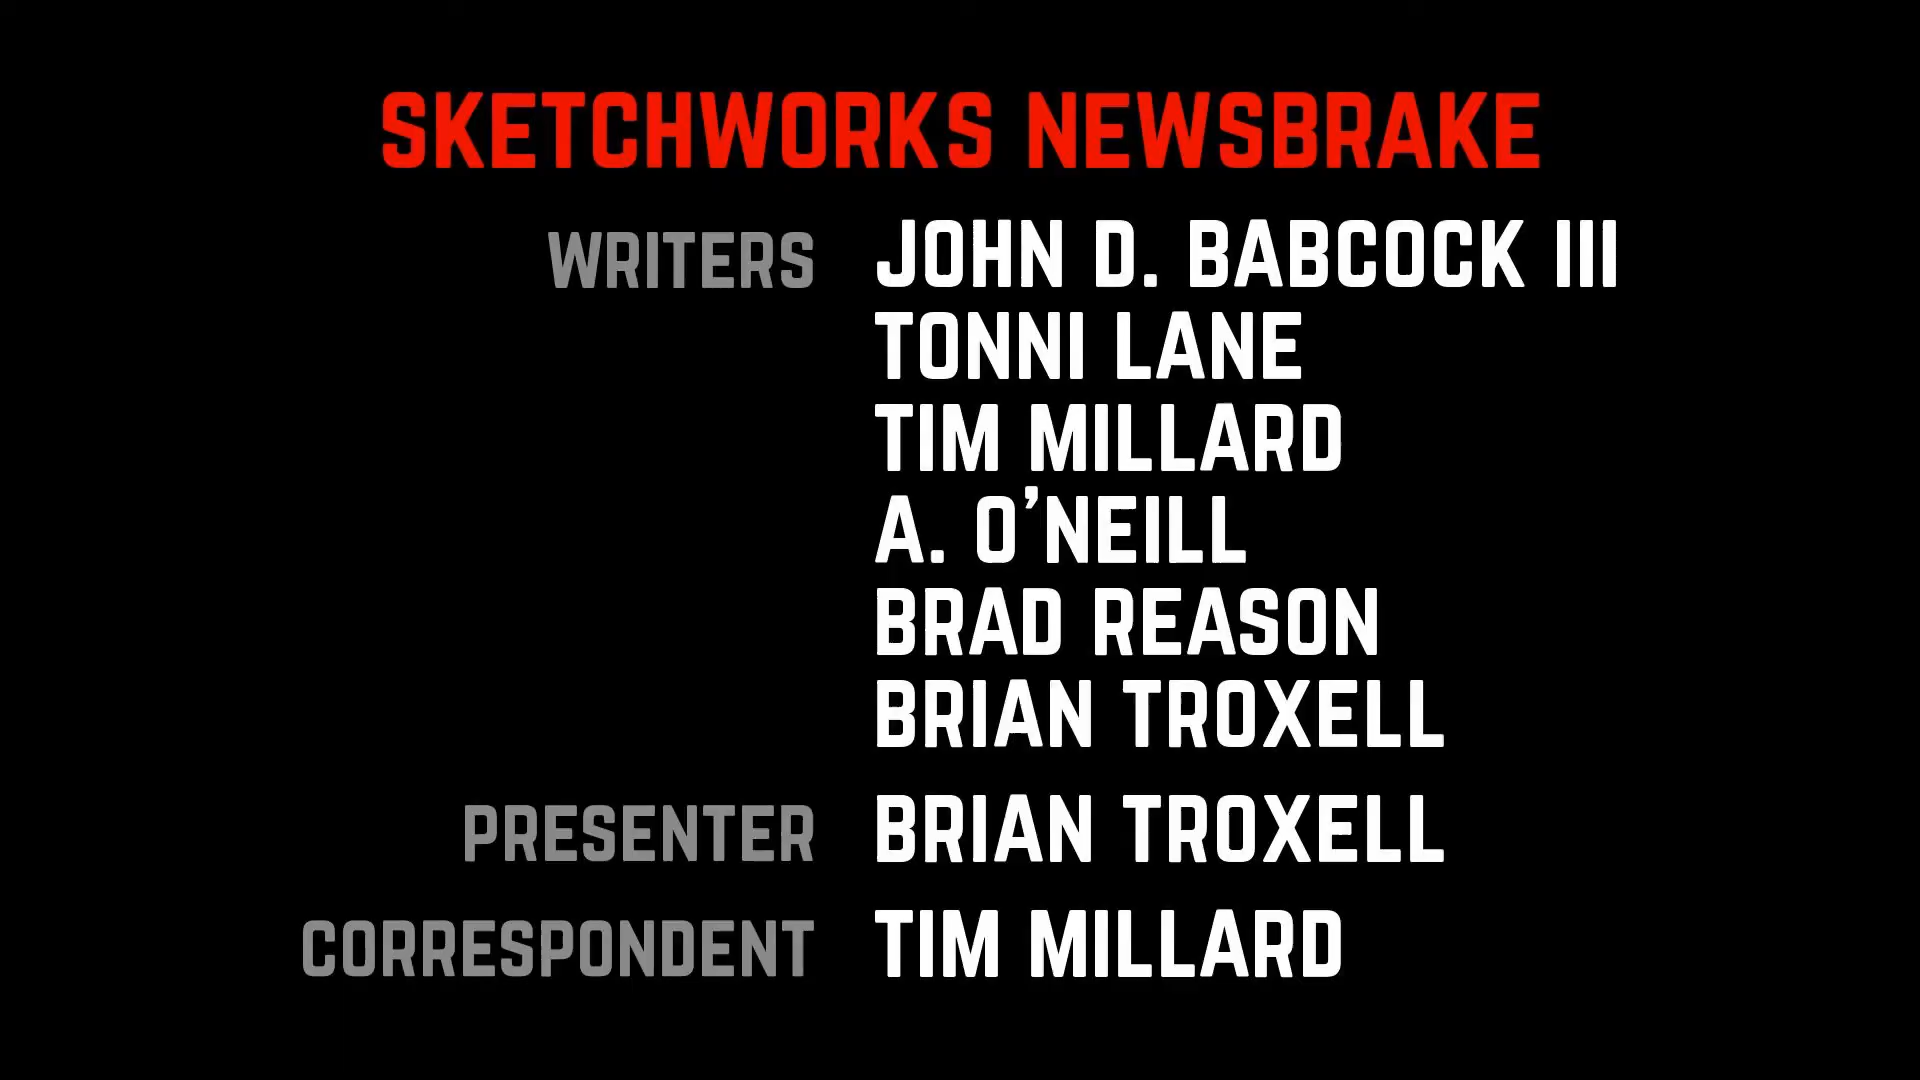 SKETCHWORKS NEWSBRAKE
WRITERS JOHN D. BABCOCK III
TONNI LANE
TIM MILLARD
A. O'NEILL
BRAD REASON
BRIAN TROXELL
PRESENTER BRIAN TROXELL
CORRESPONDENT TIM MILLARD